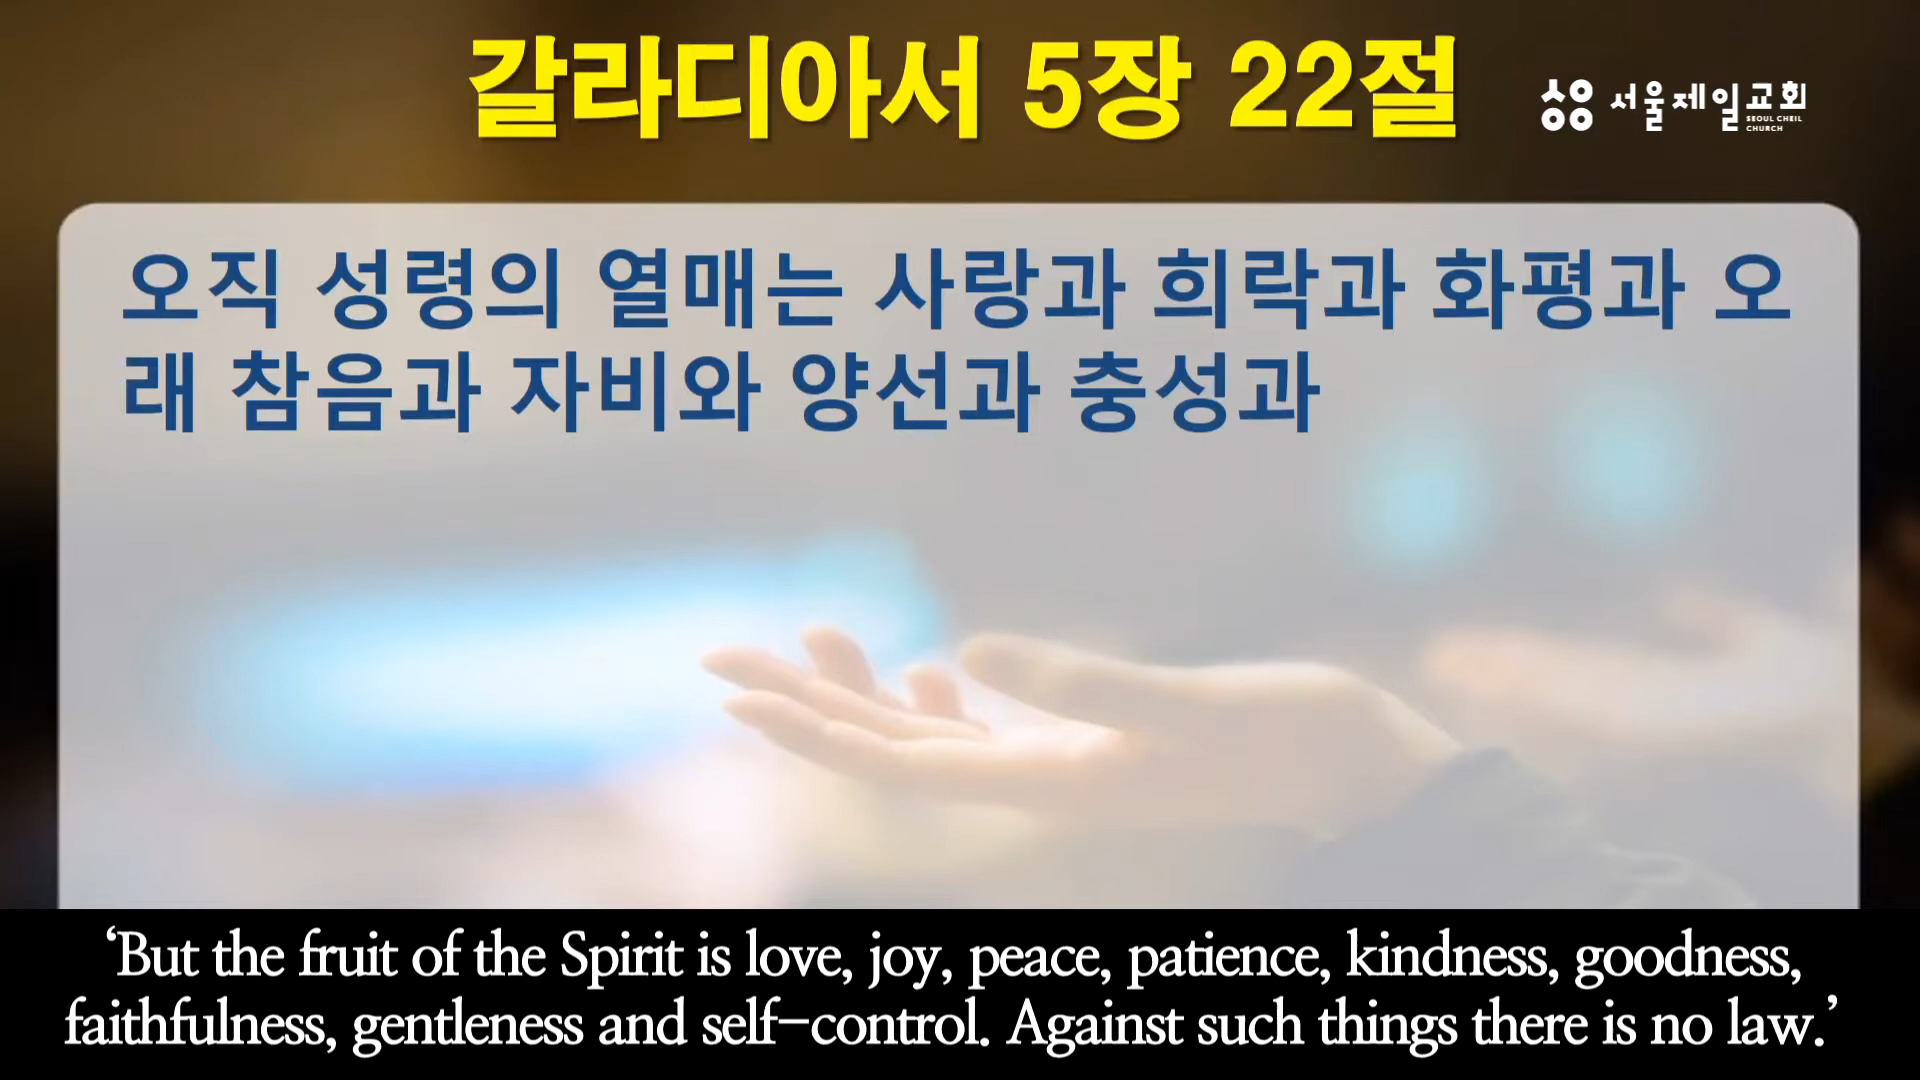 갈라디아서 5장 22절
서울제일교회
SEOUL CHEIL
CHURCH
오직 성령의 열매는 사랑과 희락과 화평과 오
래 참음과 자비와 양선과 충성과
‘But the fruit of the Spirit is love, joy, peace, patience, kindness, goodness,
faithfulness, gentleness and self-control. Against such things there is no law.’